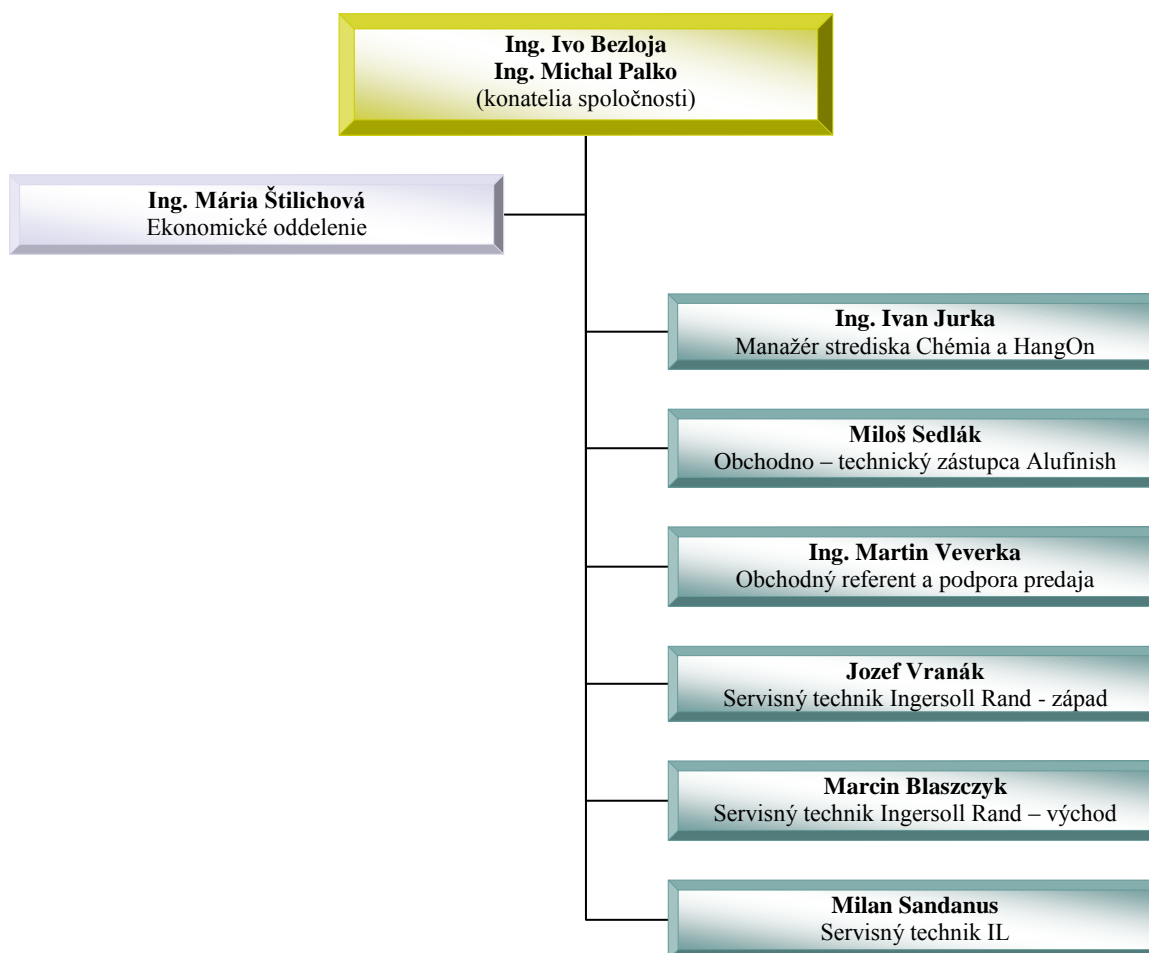 Ing. Ivo Bezloja
Ing. Michal Palko
(konatelia spoločnosti)
Ing. Mária Štilichová
Ekonomické oddelenie
Ing. Ivan Jurka
Manažér strediska Chémia a HangOn
Miloš Sedlák
Obchodno – technický zástupca Alufinish
Ing. Martin Veverka
Obchodný referent a podpora predaja
Jozef Vranák
Servisný technik Ingersoll Rand - západ
Marcin Blaszczyk
Servisný technik Ingersoll Rand – východ
Milan Sandanus
Servisný technik IL